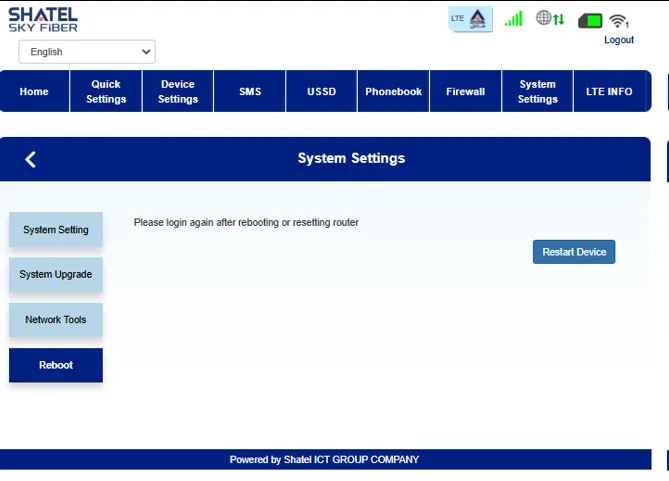 SHATEL
SKY FiBER
LTE
1
Logout
English
Home
Quick
Settings
Device
Settings
SMS
USSD
Phonebook
Firewall
System
Settings
LTE INFO
System Settings
System Setting
Please login again after rebooting or resetting router
Restart Device
System Upgrade
Network Tools
Reboot
Powered by Shatel ICT GROUP COMPANY